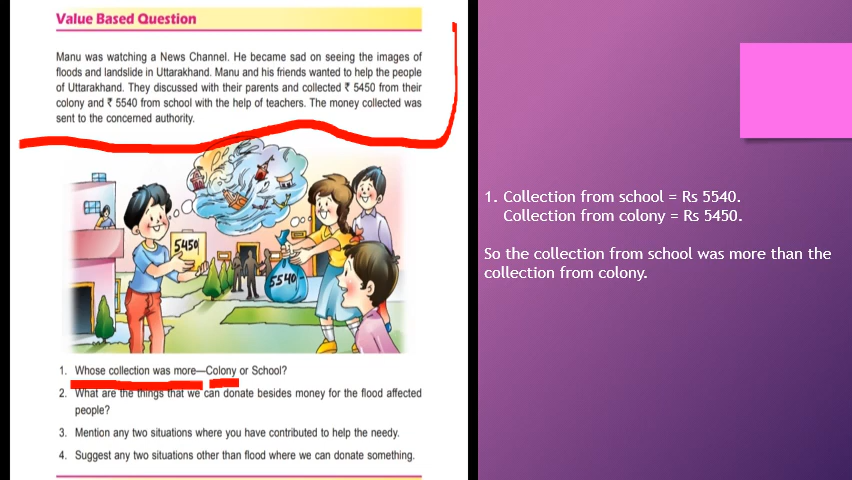 Value Based Question
Manu was watching a News Channel. He became sad on seeing the images of
floods and landslide in Uttarakhand. Manu and his friends wanted to help the people
of Uttarakhand. They discussed with their parents and collected ₹ 5450 from their
colony and ₹ 5540 from school with the help of teachers. The money collected was
sent to the concerned authority.
5450
5540
1. Whose collection was more—Colony or School?
2. What are the things that we can donate besides money for the flood affected
people?
3. Mention any two situations where you have contributed to help the needy.
4. Suggest any two situations other than flood where we can donate something.
1. Collection from school = Rs 5540.
Collection from colony = Rs 5450.
So the collection from school was more than the
collection from colony.